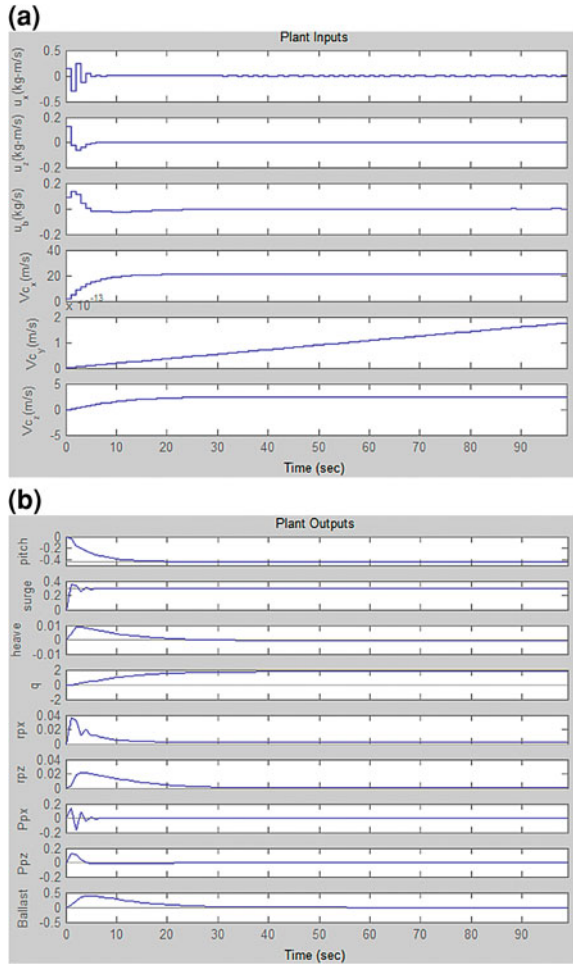 (a)
Plant Inputs
0.5
0
-0.5
u_x(kg-m/s)
0.2
0
-0.2
u_z(kg-m/s)
0.2
0
-0.2
u_b(kg/s)
40
20
0
Vc_x(m/s)
x 10^-13
2
1
0
Vc_y(m/s)
5
0
-5
Vc_z(m/s)
0 10 20 30 40 50 60 70 80 90
Time (sec)
(b)
Plant Outputs
0
-0.2
-0.4
pitch
0.4
0.2
0
surge
0.01
0
-0.01
heave
2
0
-2
q
0.04
0.02
0
rpx
0.04
0.02
0
rpz
0.2
0
-0.2
Ppx
0.2
0
-0.2
Ppz
0.5
0
-0.5
Ballast
0 10 20 30 40 50 60 70 80 90
Time (sec)